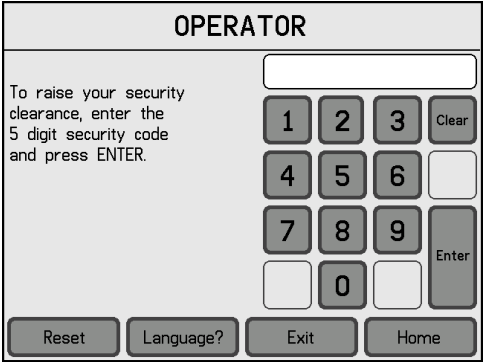 OPERATOR
To raise your security
clearance, enter the
5 digit security code
and press ENTER.
1 2 3 Clear
4 5 6
7 8 9
Enter
0
Reset Language? Exit Home